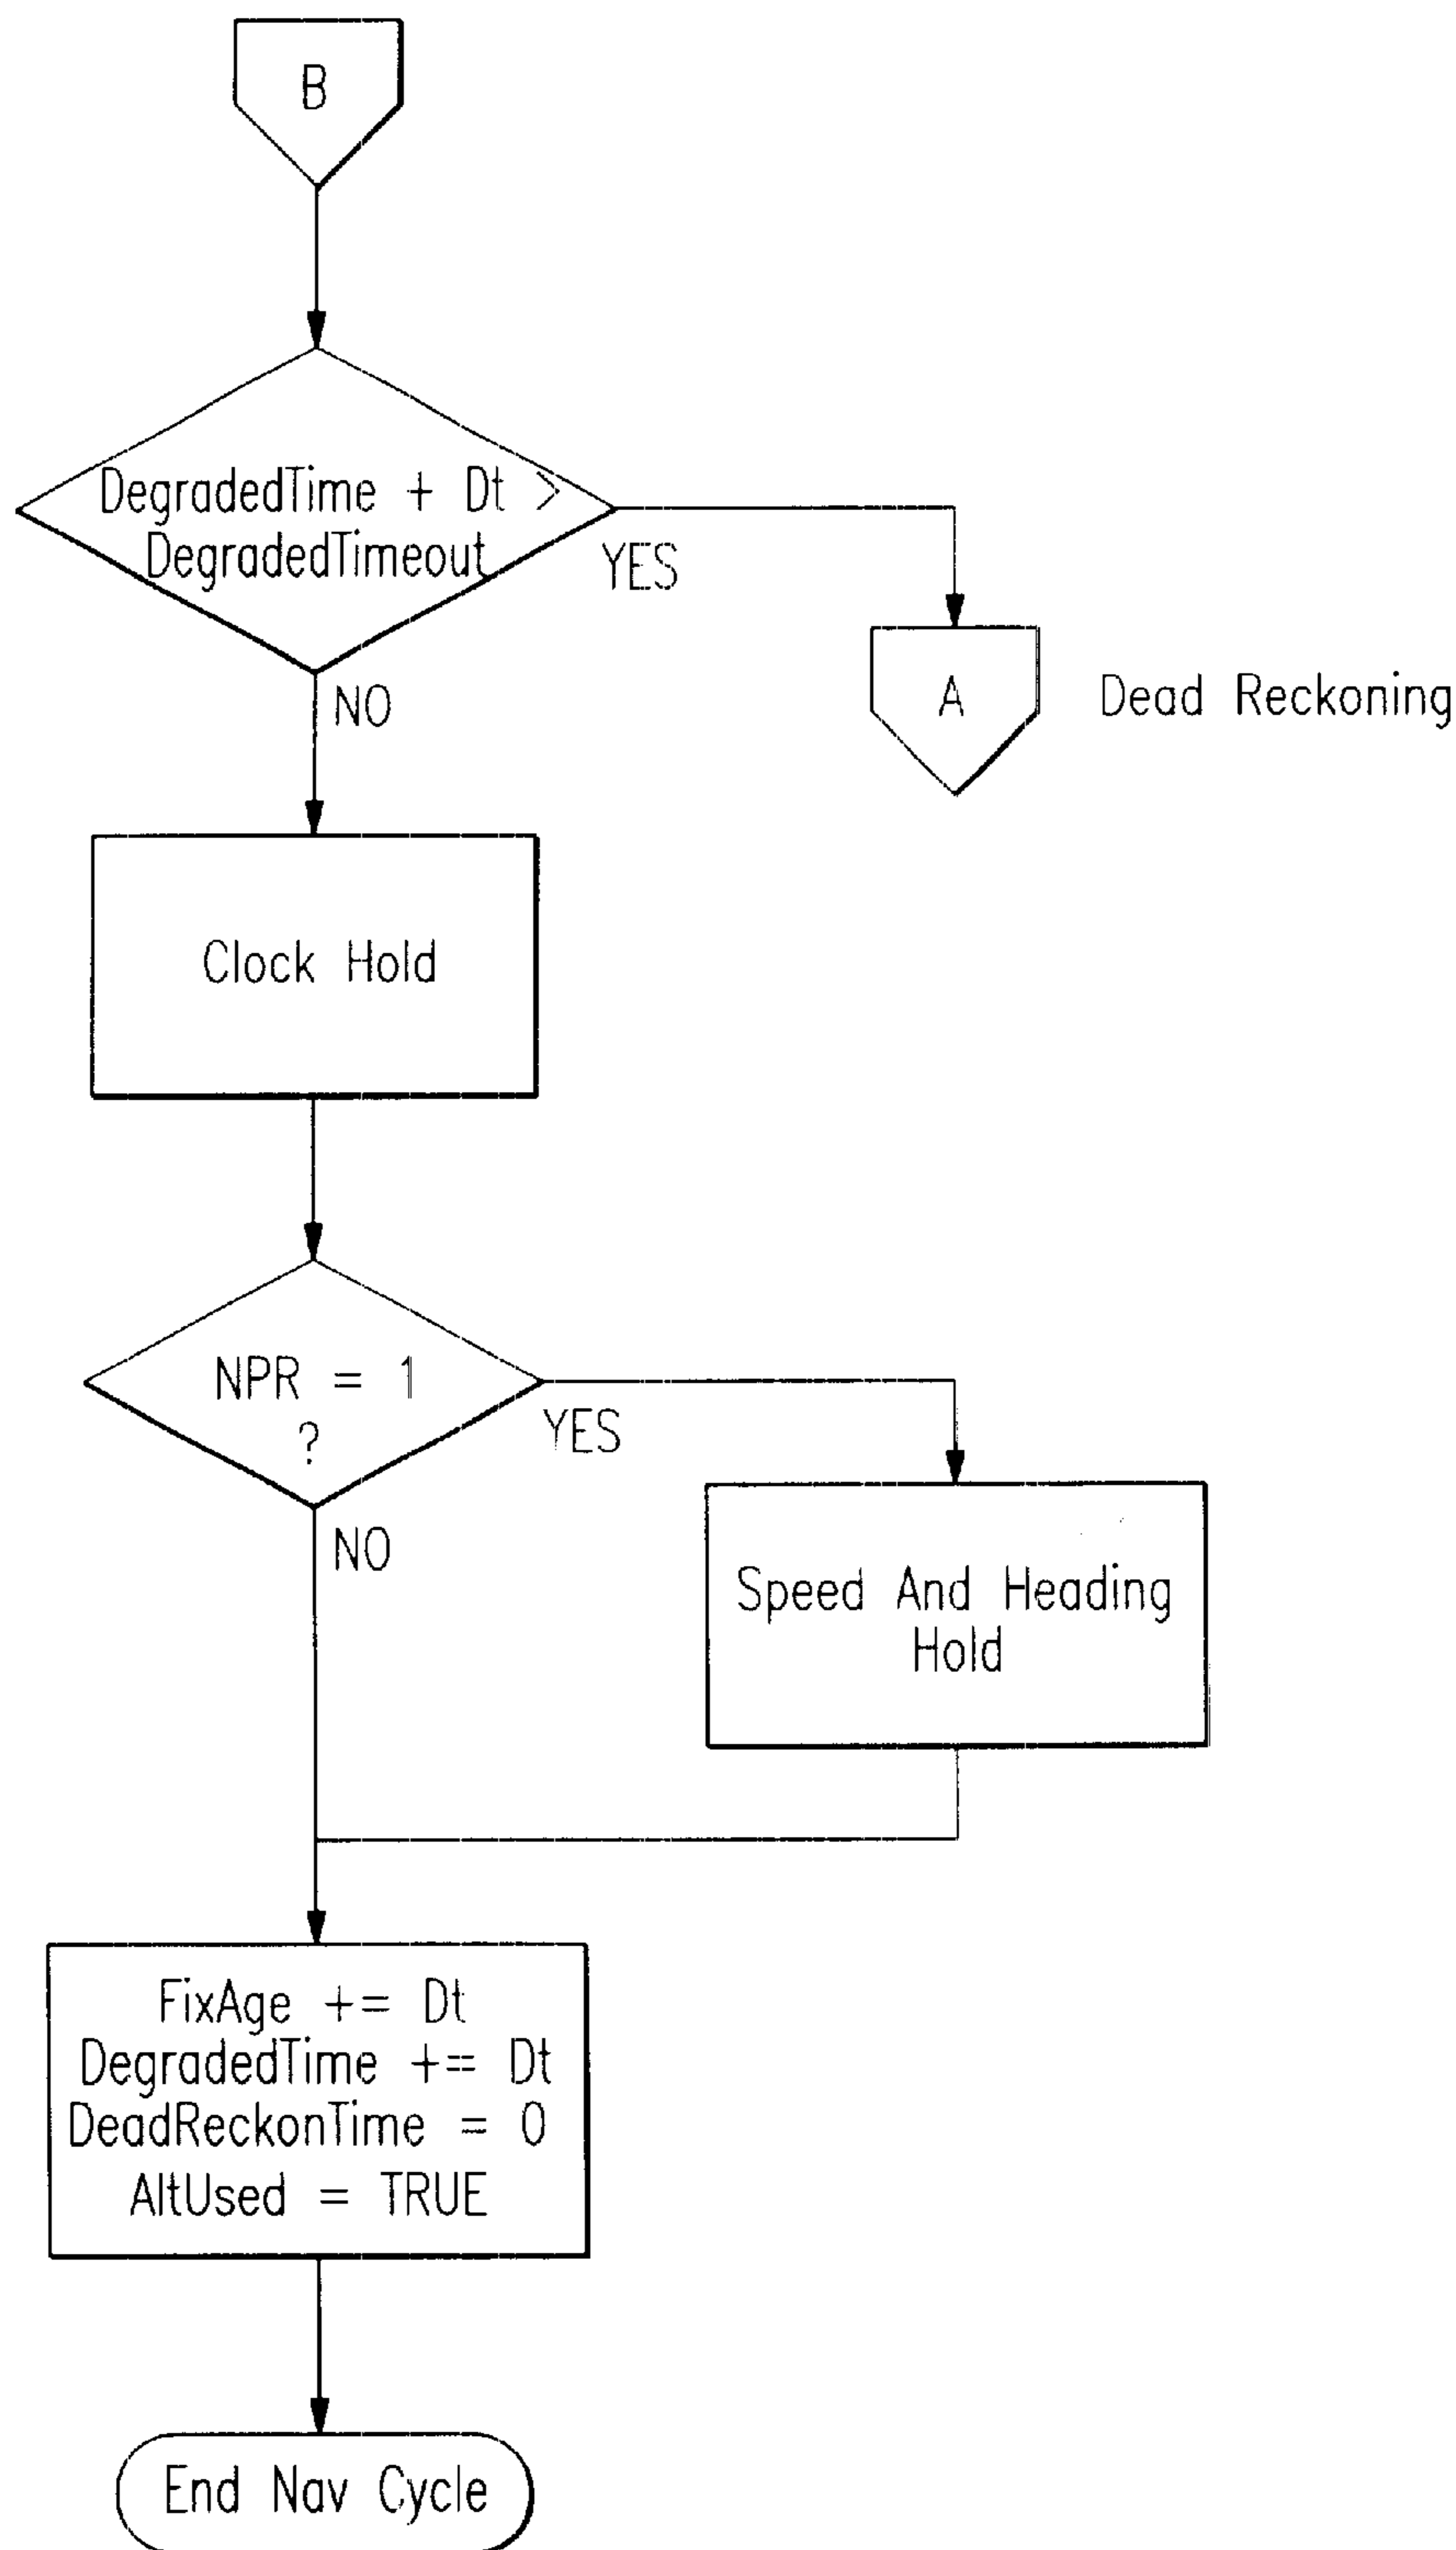 B
DegradedTime + Dt >
DegradedTimeout
YES
NO
A
Dead Reckoning
Clock Hold
NPR = 1
?
YES
NO
Speed And Heading
Hold
FixAge += Dt
DegradedTime += Dt
DeadReckonTime = 0
AltUsed = TRUE
End Nav Cycle